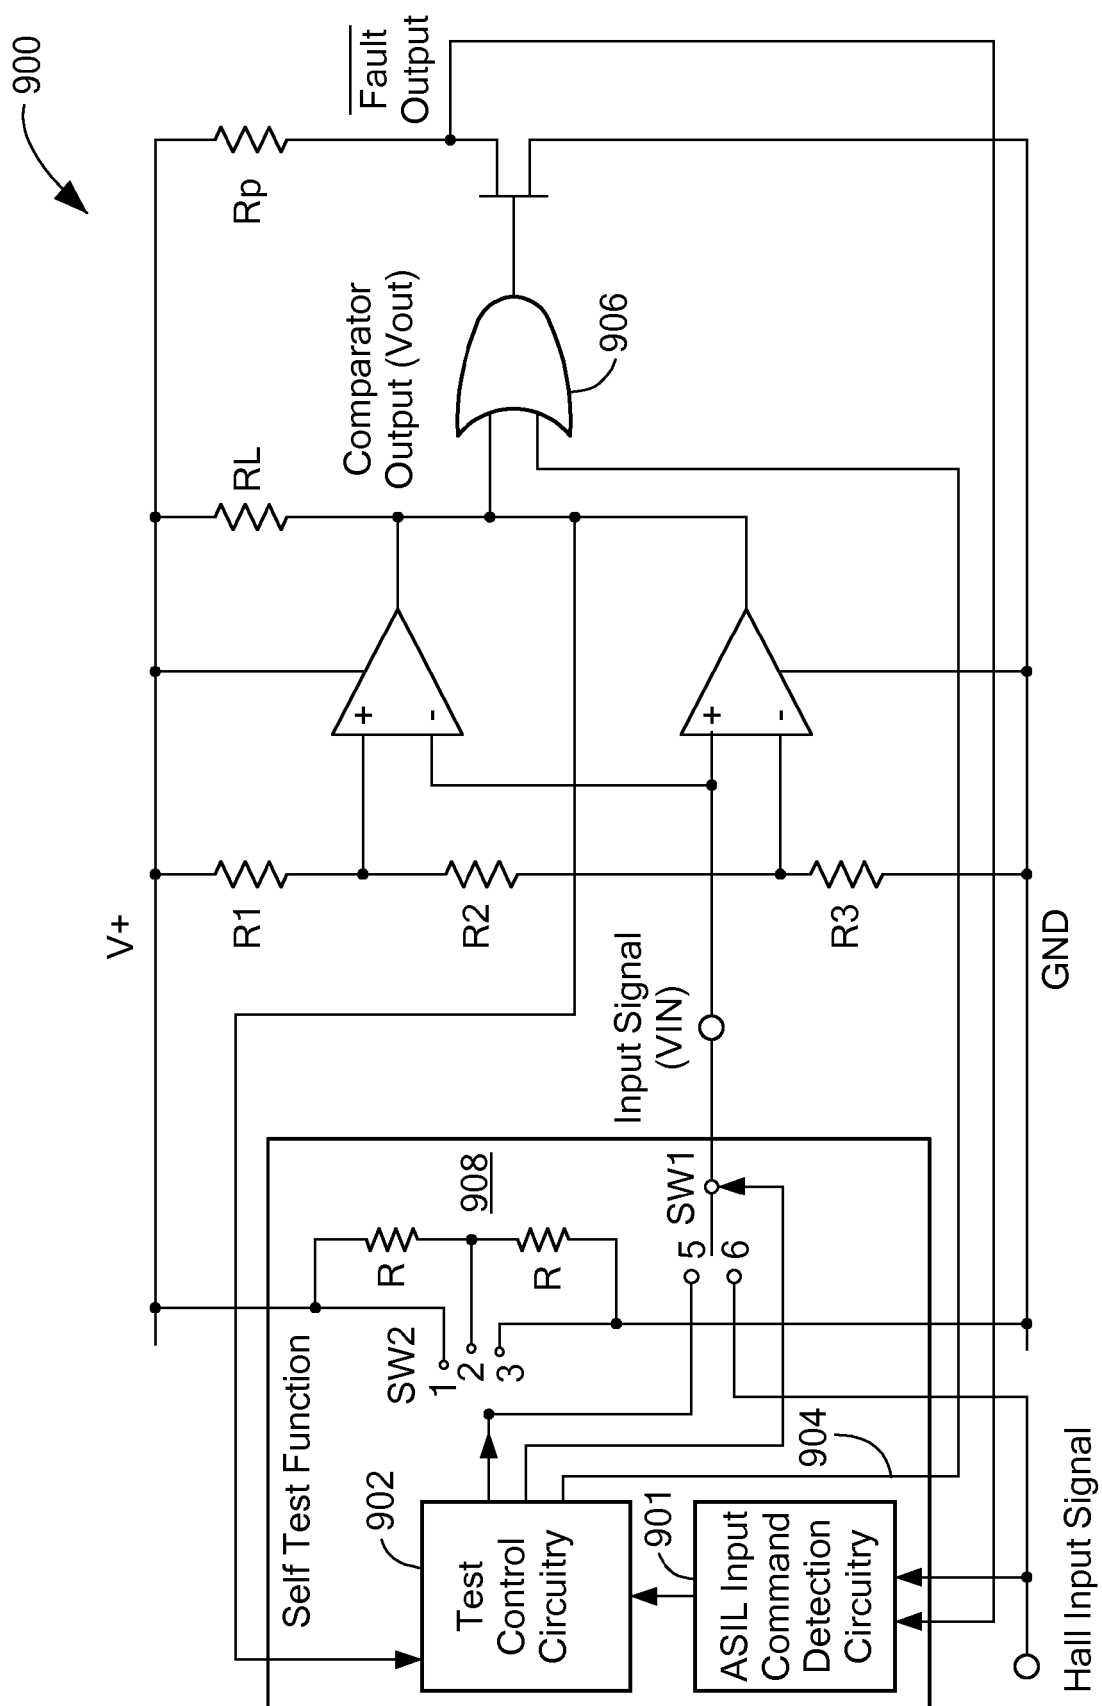 900
V+
GND
R1
R2
R3
RL
Rp
Fault
Output
Comparator
Output (Vout)
906
+
-
+
-
Input Signal
(VIN)
Self Test Function
908
R
R
SW2
1
2
3
SW1
5
6
902
Test
Control
Circuitry
901
904
ASIL Input
Command
Detection
Circuitry
Hall Input Signal